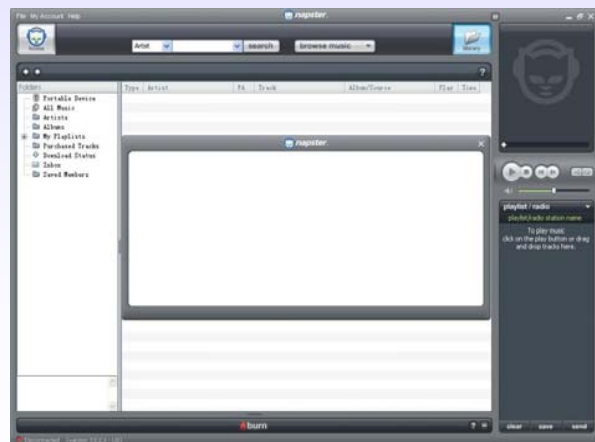 File My Account Help
napster.
home
Artist
search
browse music
library
?
Folders
Type Artist PA Track Album/Source Play Time
Portable Device
All Music
Artists
Albums
My Playlists
Purchased Tracks
Download Status
Inbox
Saved Members
napster.
playlist / radio
playlist/radio station name
To play music
click on the play button or drag
and drop tracks here.
burn
?
clear save send